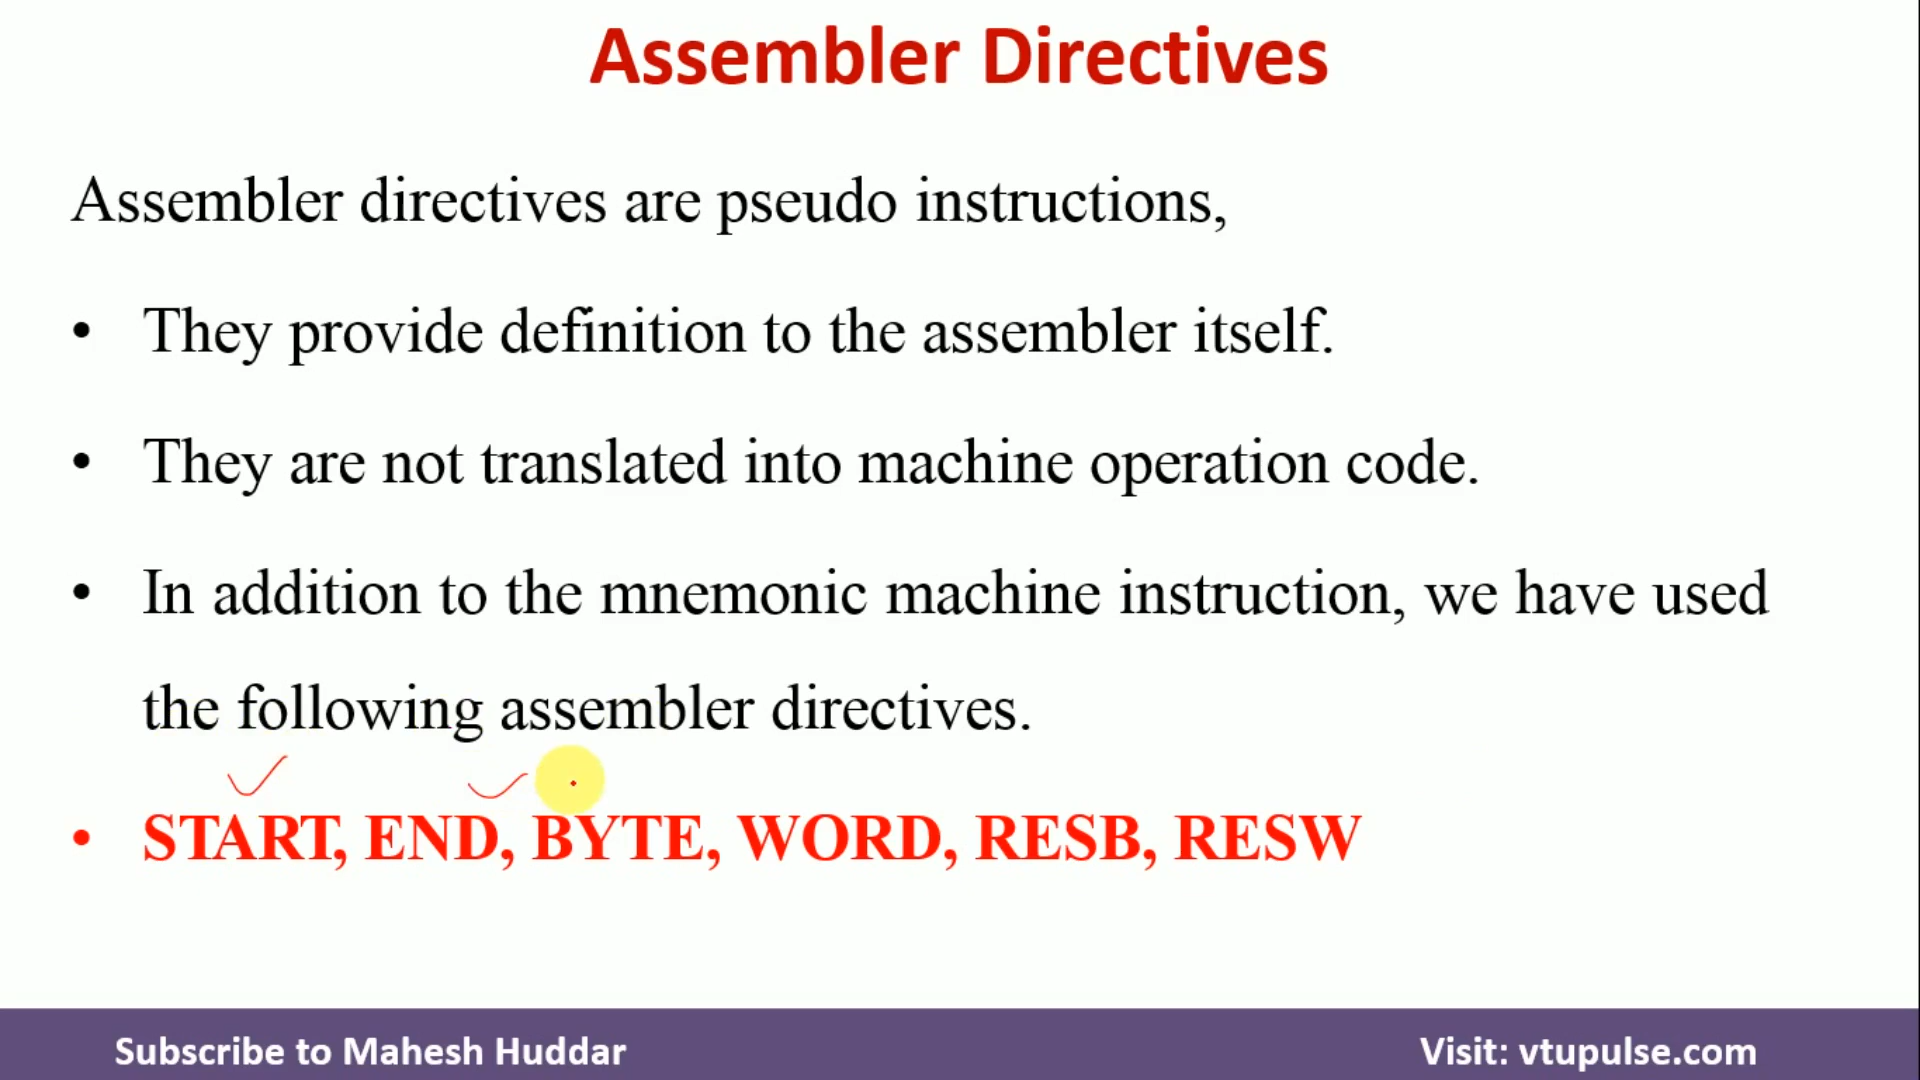 Assembler Directives
Assembler directives are pseudo instructions,
• They provide definition to the assembler itself.
• They are not translated into machine operation code.
• In addition to the mnemonic machine instruction, we have used
the following assembler directives.
• START, END, BYTE, WORD, RESB, RESW
Subscribe to Mahesh Huddar
Visit: vtupulse.com